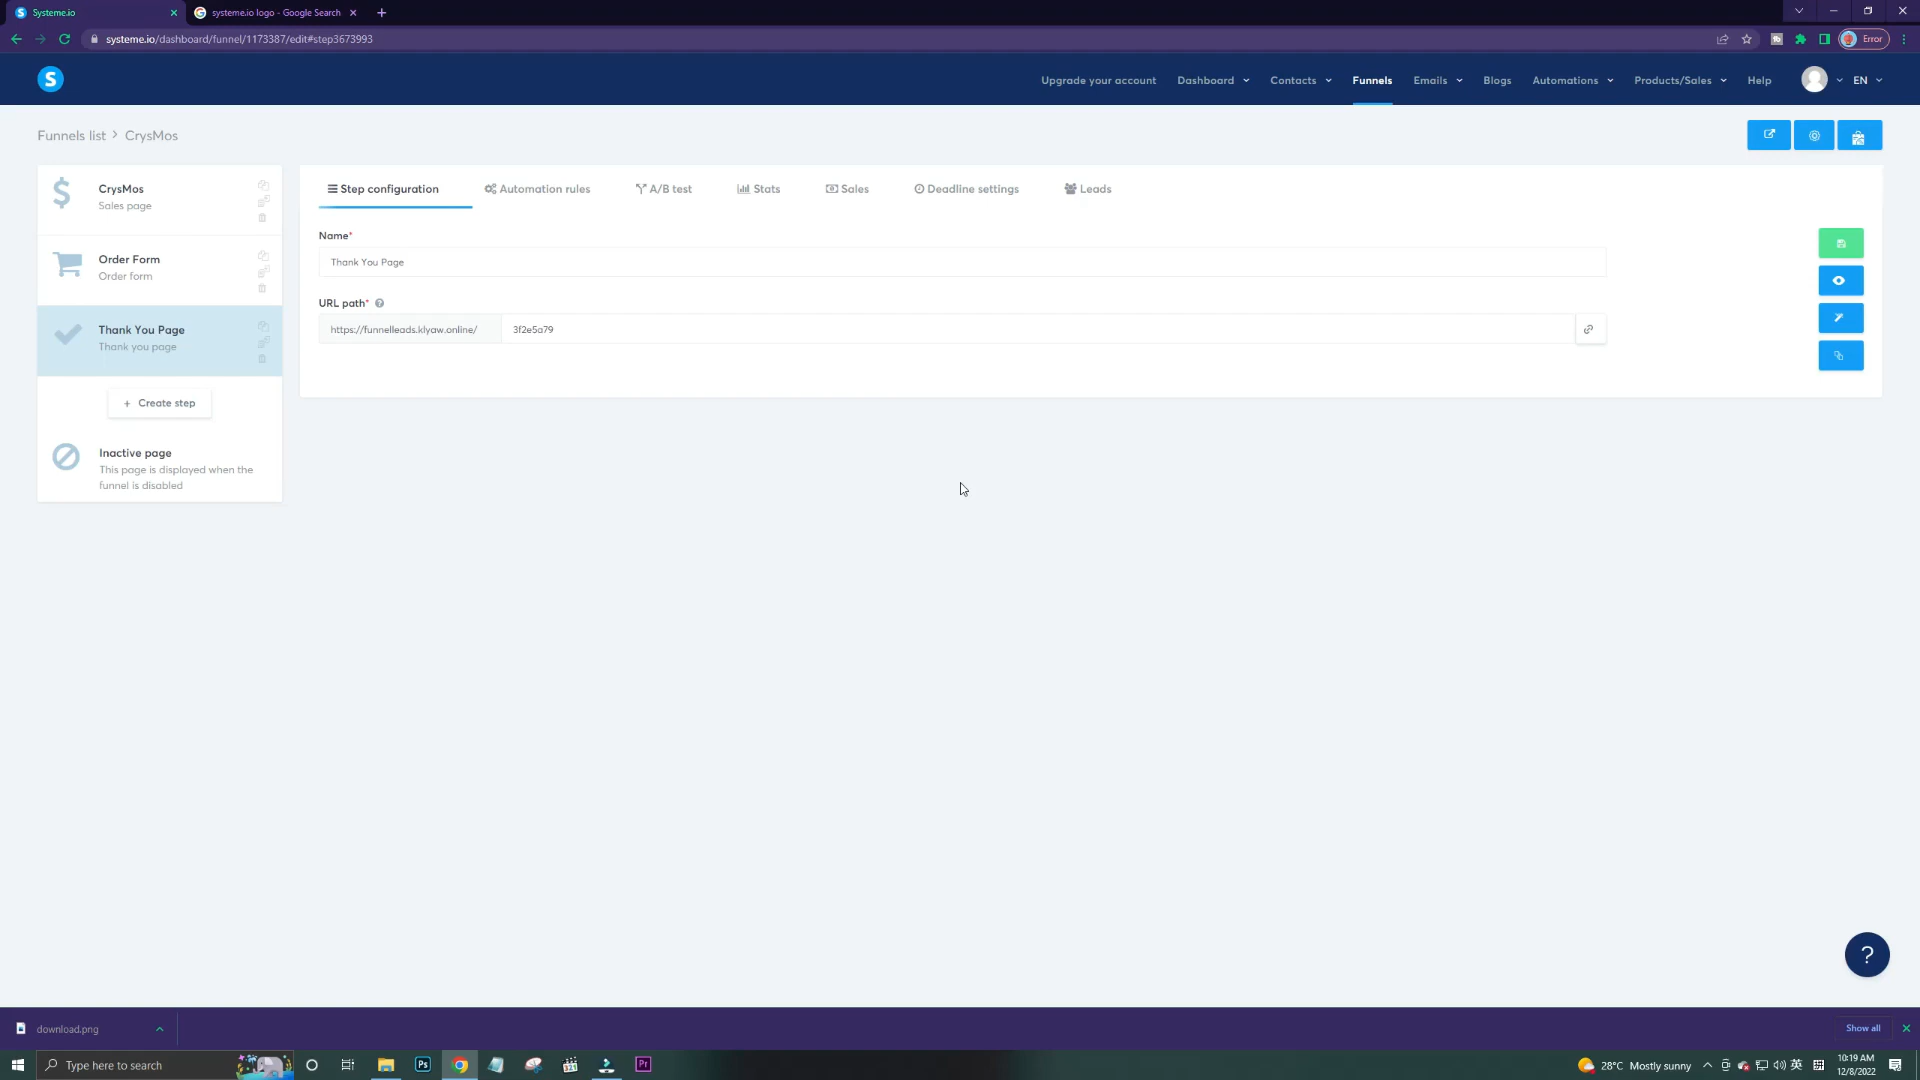 Systeme.io
systeme.io logo - Google Search
systeme.io/dashboard/funnel/1173387/edit#step3673993
Error
S
Upgrade your account
Dashboard
Contacts
Funnels
Emails
Blogs
Automations
Products/Sales
Help
EN
Funnels list > CrysMos
CrysMos
Sales page
Order Form
Order form
Thank You Page
Thank you page
+ Create step
Inactive page
This page is displayed when the
funnel is disabled
Step configuration
Automation rules
A/B test
Stats
Sales
Deadline settings
Leads
Name*
Thank You Page
URL path* ?
https://funnelleads.klyaw.online/
3f2e5a79
?
download.png
Show all
Type here to search
Ps
321
Pr
28°C Mostly sunny
英
10:19 AM
12/8/2022